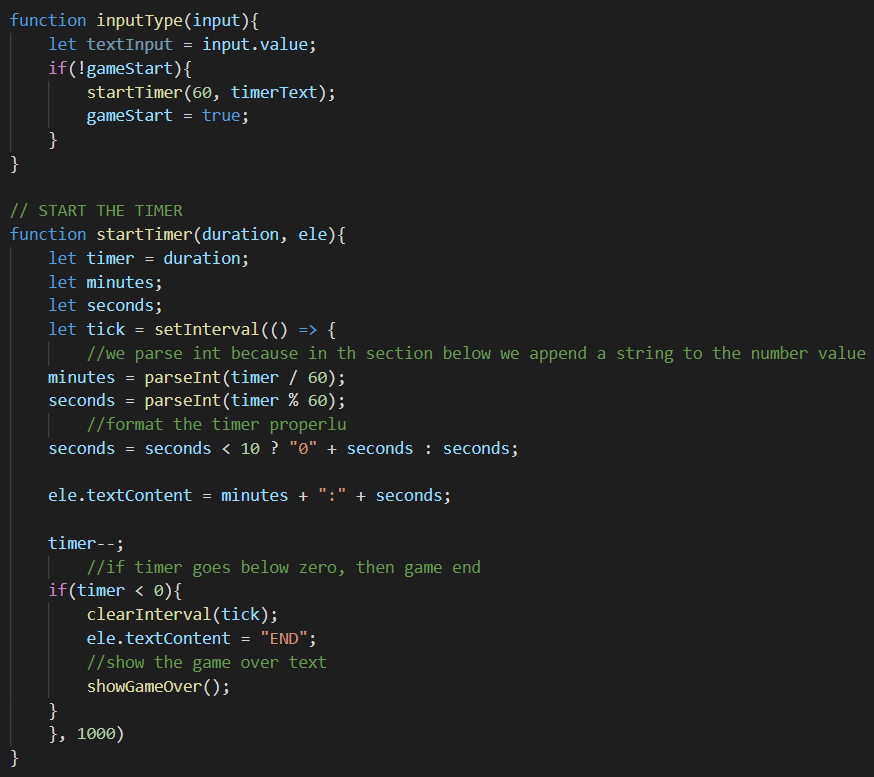 function inputType(input){
    let textInput = input.value;
    if(!gameStart){
        startTimer(60, timerText);
        gameStart = true;
    }
}

// START THE TIMER
function startTimer(duration, ele){
    let timer = duration;
    let minutes;
    let seconds;
    let tick = setInterval(() => {
        //we parse int because in th section below we append a string to the number value
    minutes = parseInt(timer / 60);
    seconds = parseInt(timer % 60);
        //format the timer properlu
    seconds = seconds < 10 ? "0" + seconds : seconds;

    ele.textContent = minutes + ":" + seconds;

    timer--;
        //if timer goes below zero, then game end
    if(timer < 0){
        clearInterval(tick);
        ele.textContent = "END";
        //show the game over text
        showGameOver();
    }
    }, 1000)
}